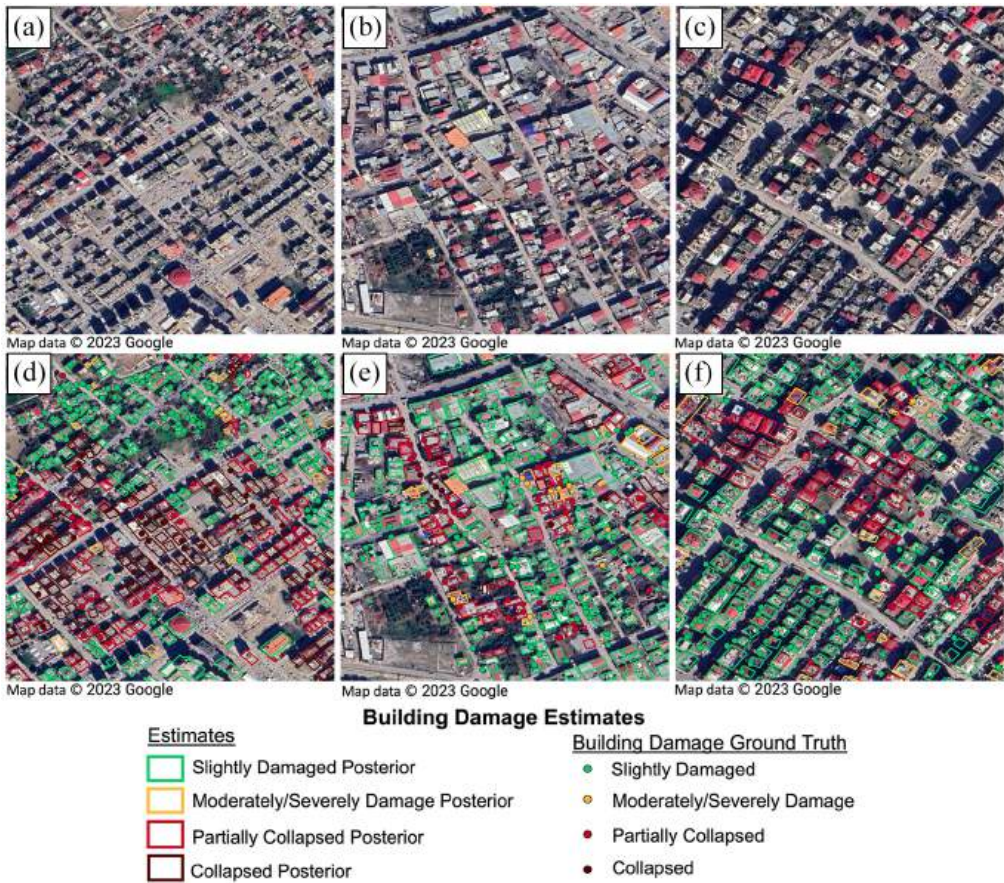 (a)
(b)
(c)
Map data © 2023 Google
Map data © 2023 Google
Map data © 2023 Google
(d)
(e)
(f)
Map data © 2023 Google
Map data © 2023 Google
Map data © 2023 Google
Building Damage Estimates
Estimates
Slightly Damaged Posterior
Moderately/Severely Damage Posterior
Partially Collapsed Posterior
Collapsed Posterior
Building Damage Ground Truth
Slightly Damaged
Moderately/Severely Damage
Partially Collapsed
Collapsed